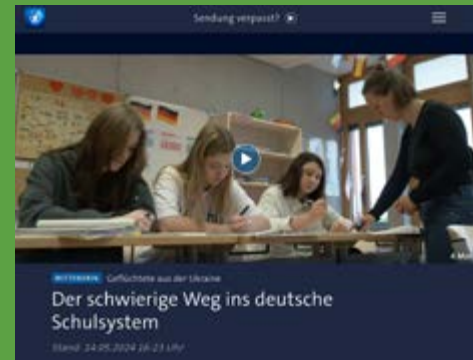 Sendung verpasst?
MITTENDRIN Geflüchtete aus der Ukraine
Der schwierige Weg ins deutsche
Schulsystem
Stand: 14.05.2024 16:23 Uhr